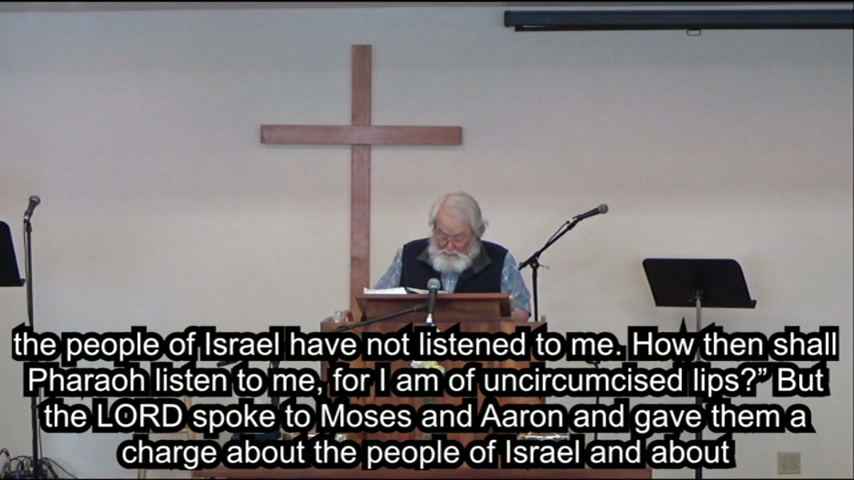 the people of Israel have not listened to me. How then shall
Pharaoh listen to me, for I am of uncircumcised lips?” But
the LORD spoke to Moses and Aaron and gave them a
charge about the people of Israel and about